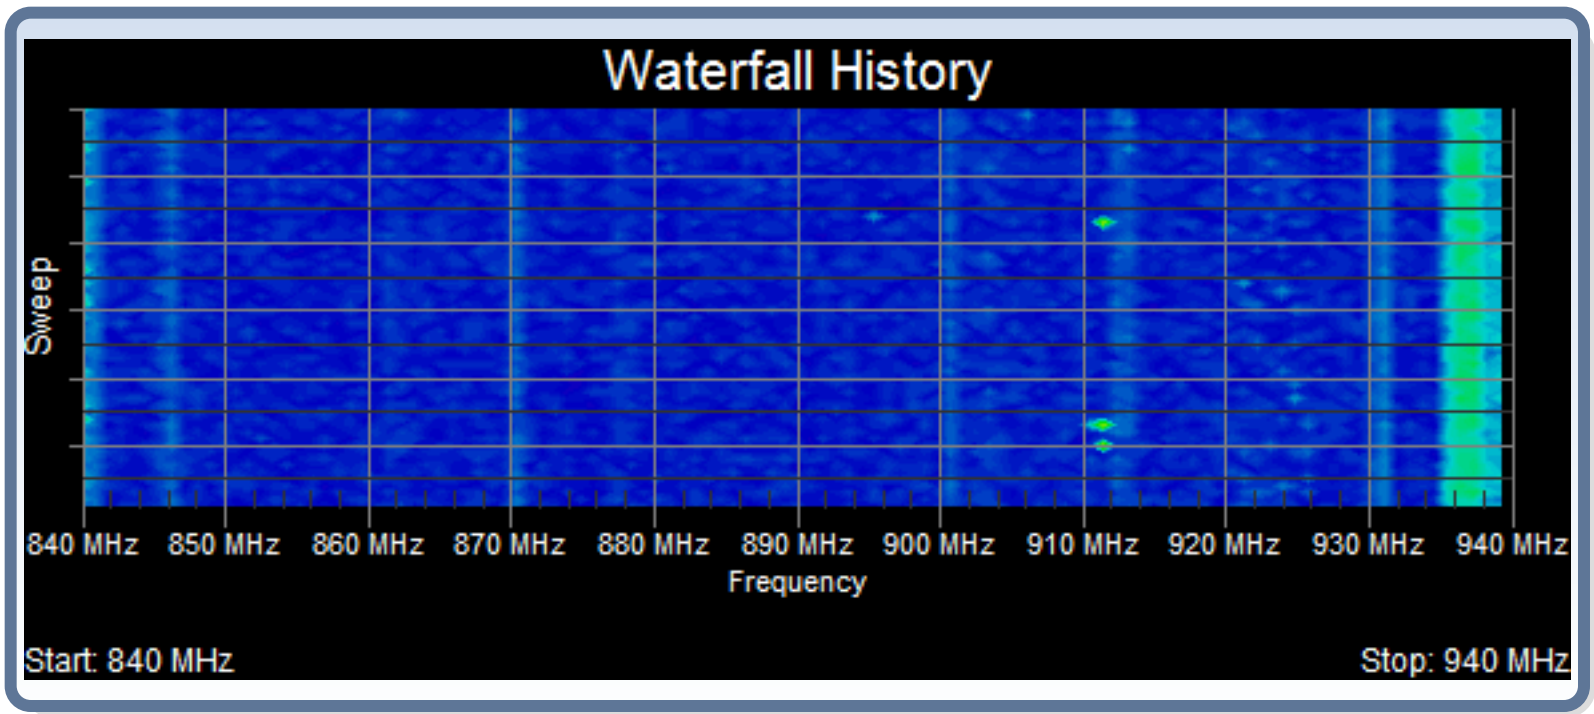 Waterfall History
Sweep
840 MHz 850 MHz 860 MHz 870 MHz 880 MHz 890 MHz 900 MHz 910 MHz 920 MHz 930 MHz 940 MHz
Frequency
Start: 840 MHz Stop: 940 MHz